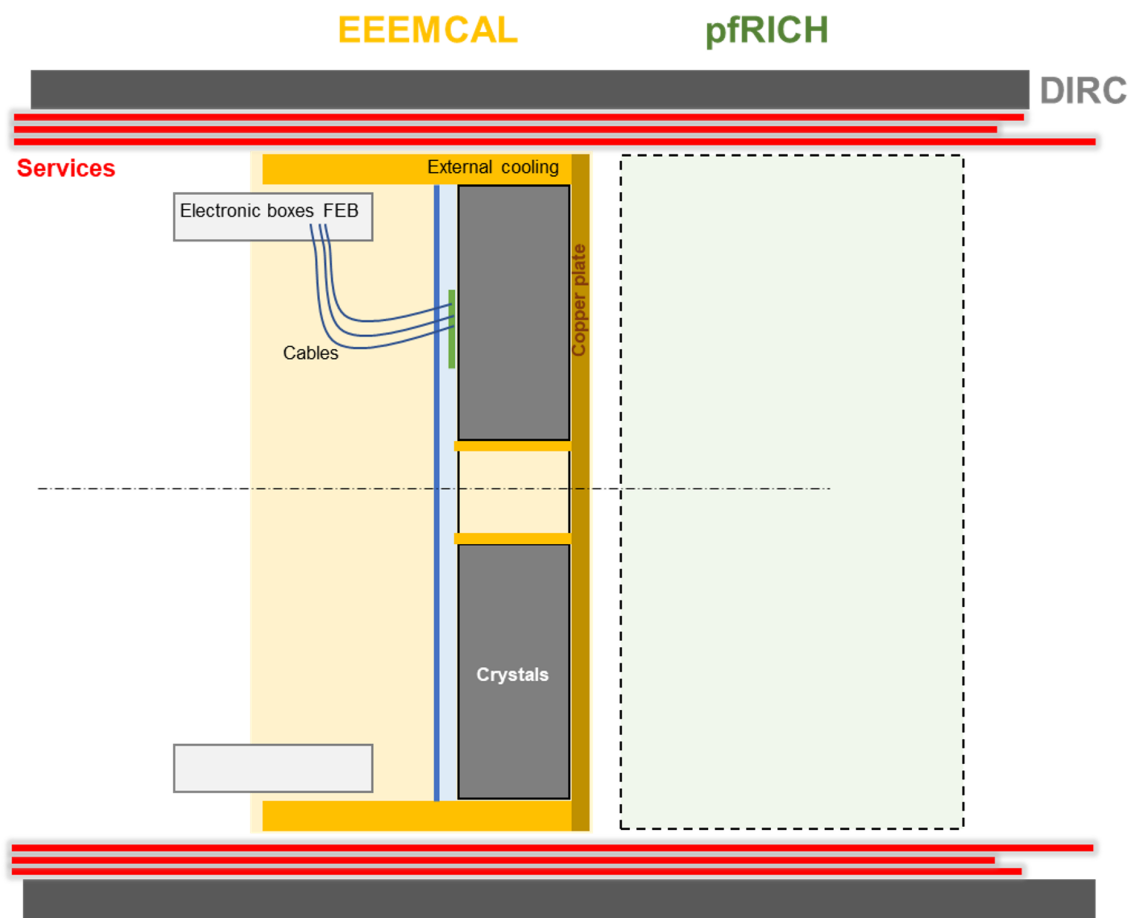 EEEMCAL
pfRICH
DIRC
Services
External cooling
Electronic boxes FEB
Copper plate
Cables
Crystals